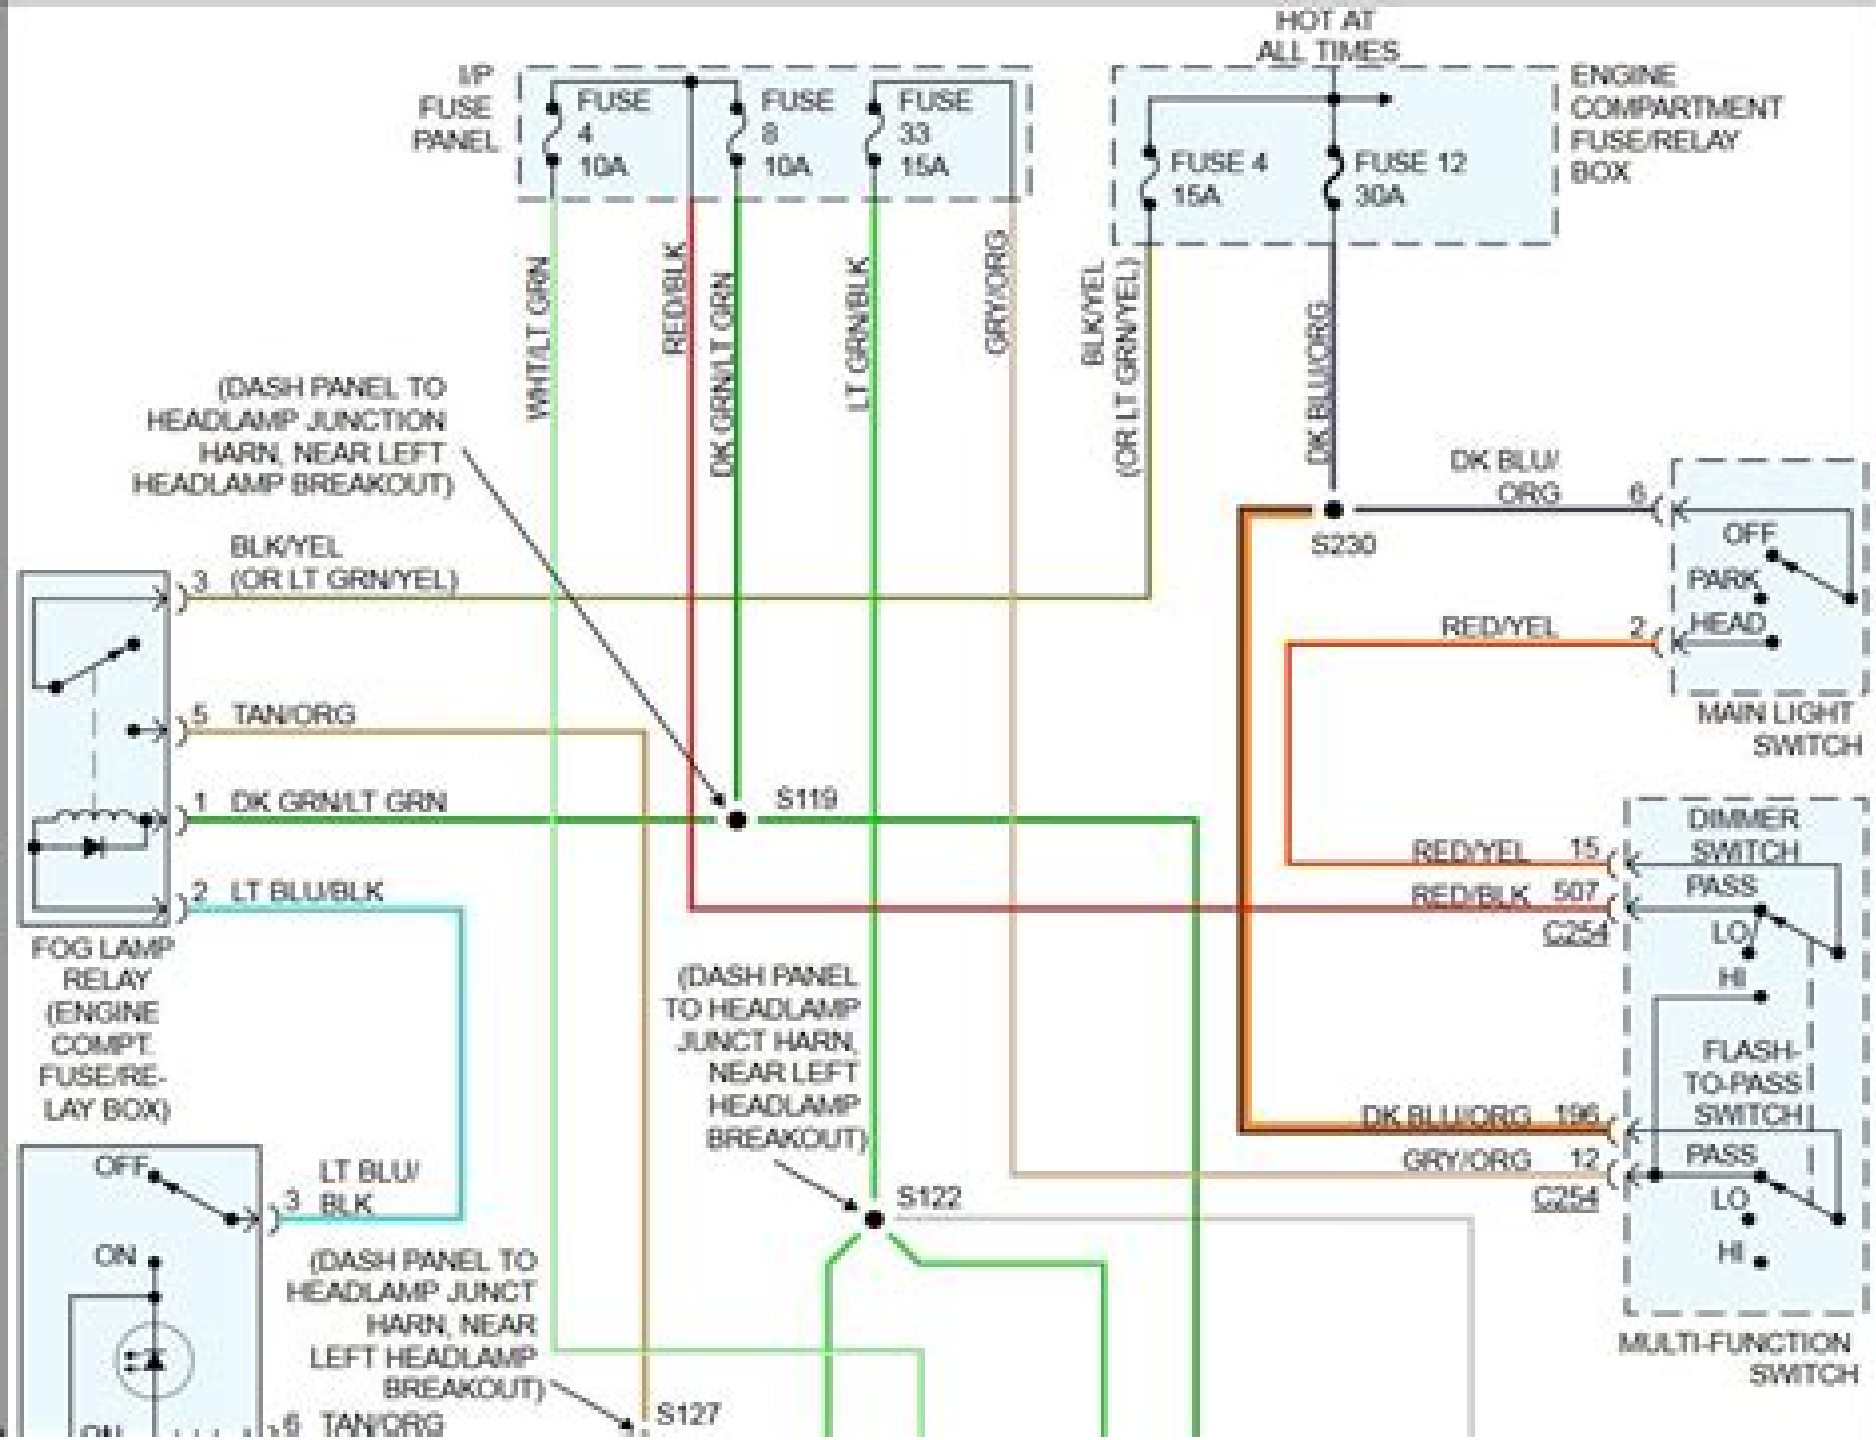 HOT AT
ALL TIMES
I/P
FUSE
PANEL
FUSE
4
10A
FUSE
8
10A
FUSE
33
15A
FUSE 4
15A
FUSE 12
30A
ENGINE
COMPARTMENT
FUSE/RELAY
BOX
WHT/LT GRN
RED/BLK
DK GRN/LT GRN
LT GRN/BLK
GRY/ORG
BLK/YEL
(OR LT GRN/YEL)
DK BLU/ORG
(DASH PANEL TO
HEADLAMP JUNCTION
HARN, NEAR LEFT
HEADLAMP BREAKOUT)
DK BLU/
ORG
6
S230
OFF
PARK
HEAD
RED/YEL
2
MAIN LIGHT
SWITCH
BLK/YEL
3 (OR LT GRN/YEL)
5 TAN/ORG
1 DK GRN/LT GRN
2 LT BLU/BLK
S119
FOG LAMP
RELAY
(ENGINE
COMPT.
FUSE/RE-
LAY BOX)
DIMMER
SWITCH
RED/YEL 15
PASS
RED/BLK 507
C254
LO
HI
(DASH PANEL
TO HEADLAMP
JUNCT HARN,
NEAR LEFT
HEADLAMP
BREAKOUT)
S122
FLASH-
TO-PASS
SWITCH
DK BLU/ORG 196
PASS
GRY/ORG 12
C254
LO
HI
MULTI-FUNCTION
SWITCH
OFF
LT BLU/
3 BLK
ON
(DASH PANEL TO
HEADLAMP JUNCT
HARN, NEAR
LEFT HEADLAMP
BREAKOUT)
S127
6 TAN/ORG
ON